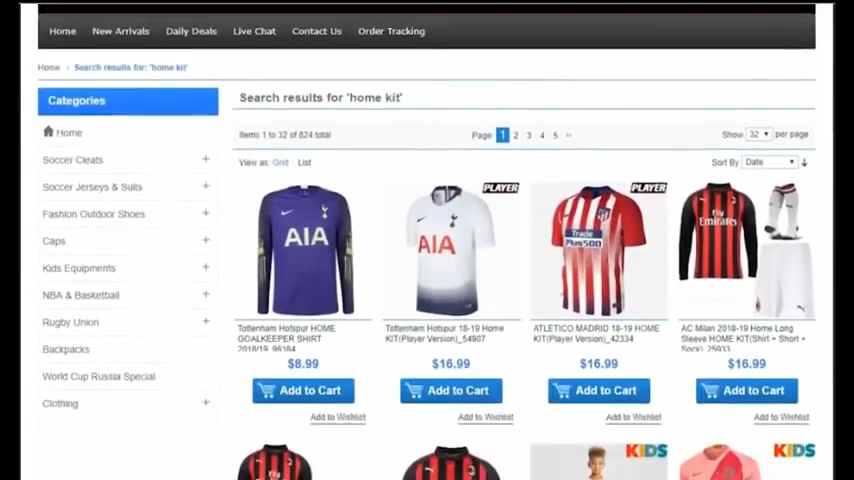 Home New Arrivals Daily Deals Live Chat Contact Us Order Tracking
Home Search results for: 'home kit'
Categories
Search results for 'home kit'
Home
Items 1 to 32 of 824 total
Page 1 2 3 4 5
Show 32 per page
Soccer Cleats +
View as: Grid List
Sort By Date
Soccer Jerseys & Suits +
Fashion Outdoor Shoes +
Caps +
Kids Equipments +
NBA & Basketball +
Rugby Union +
Backpacks
World Cup Russia Special
Clothing +
AIA
PLAYER
AIA
PLAYER
Trade
Plus500
Fly
Emirates
Tottenham Hotspur HOME
GOALKEEPER SHIRT
2018/19_96184
$8.99
Add to Cart
Add to Wishlist
Tottenham Hotspur 18-19 Home
KIT(Player Version)_54907
$16.99
Add to Cart
Add to Wishlist
ATLETICO MADRID 18-19 HOME
KIT(Player Version)_42334
$16.99
Add to Cart
Add to Wishlist
AC Milan 2018-19 Home Long
Sleeve HOME KIT(Shirt + Short +
Sock)_25933
$16.99
Add to Cart
Add to Wishlist
Fly
KIDS
KIDS